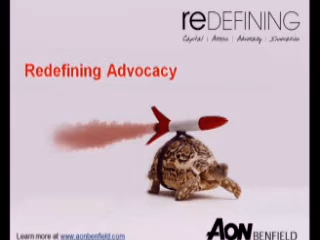 reDEFINING
Capital | Access | Advocacy | Innovation
Redefining Advocacy
Learn more at www.aonbenfield.com
AON BENFIELD